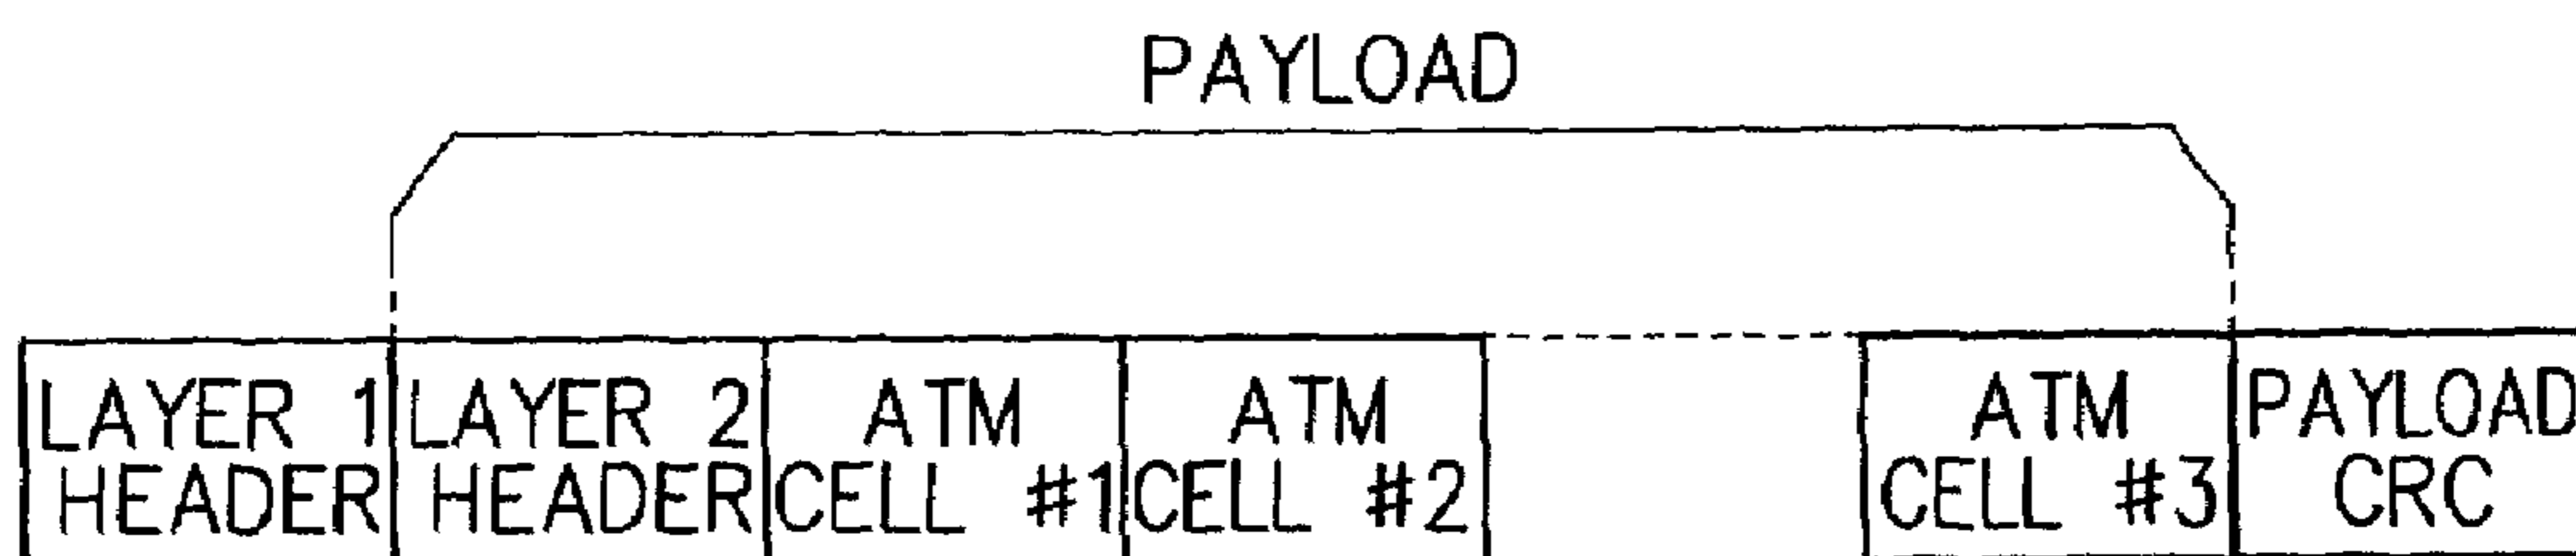 PAYLOAD
LAYER 1 LAYER 2 ATM ATM ATM PAYLOAD
HEADER HEADER CELL #1 CELL #2 CELL #3 CRC